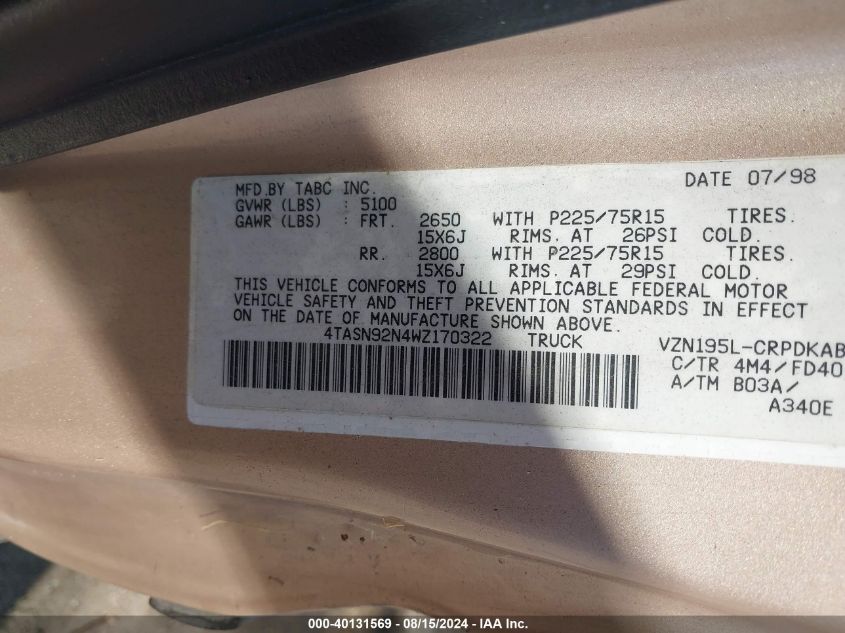 DATE 07/98
MFD.BY TABC INC.
GVWR (LBS) : 5100
GAWR (LBS) : FRT. 2650 WITH P225/75R15 TIRES.
15X6J RIMS. AT 26PSI COLD.
RR. 2800 WITH P225/75R15 TIRES.
15X6J RIMS. AT 29PSI COLD.
THIS VEHICLE CONFORMS TO ALL APPLICABLE FEDERAL MOTOR
VEHICLE SAFETY AND THEFT PREVENTION STANDARDS IN EFFECT
ON THE DATE OF MANUFACTURE SHOWN ABOVE.
4TASN92N4WZ170322 TRUCK VZN195L-CRPDKAB
C/TR 4M4/FD40
A/TM B03A/
A340E
000-40131569 - 08/15/2024 - IAA Inc.